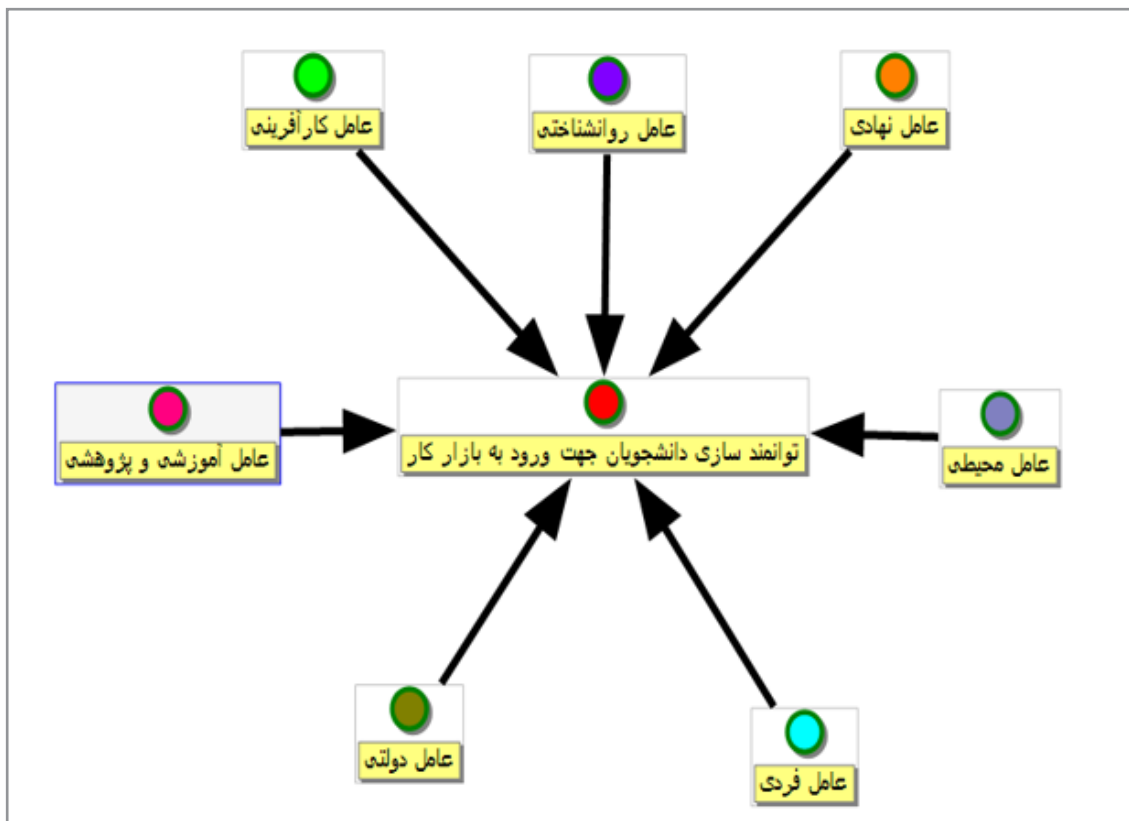 عامل نهادی
عامل روانشناختی
عامل کارآفرینی
عامل محیطی
توانمند سازی دانشجویان جهت ورود به بازار کار
عامل آموزشی و پژوهشی
عامل فردی
عامل دولتی